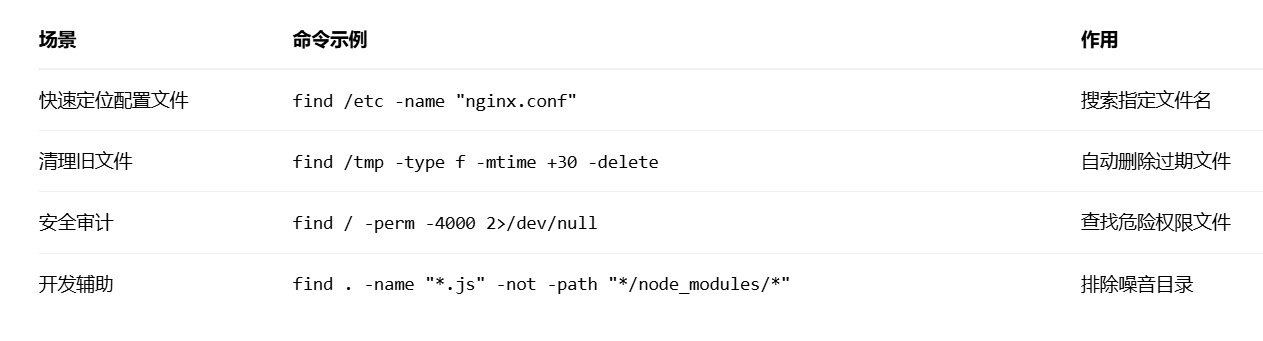 场景 命令示例 作用
快速定位配置文件 find /etc -name "nginx.conf" 搜索指定文件名
清理旧文件 find /tmp -type f -mtime +30 -delete 自动删除过期文件
安全审计 find / -perm -4000 2>/dev/null 查找危险权限文件
开发辅助 find . -name "*.js" -not -path "*/node_modules/*" 排除噪音目录